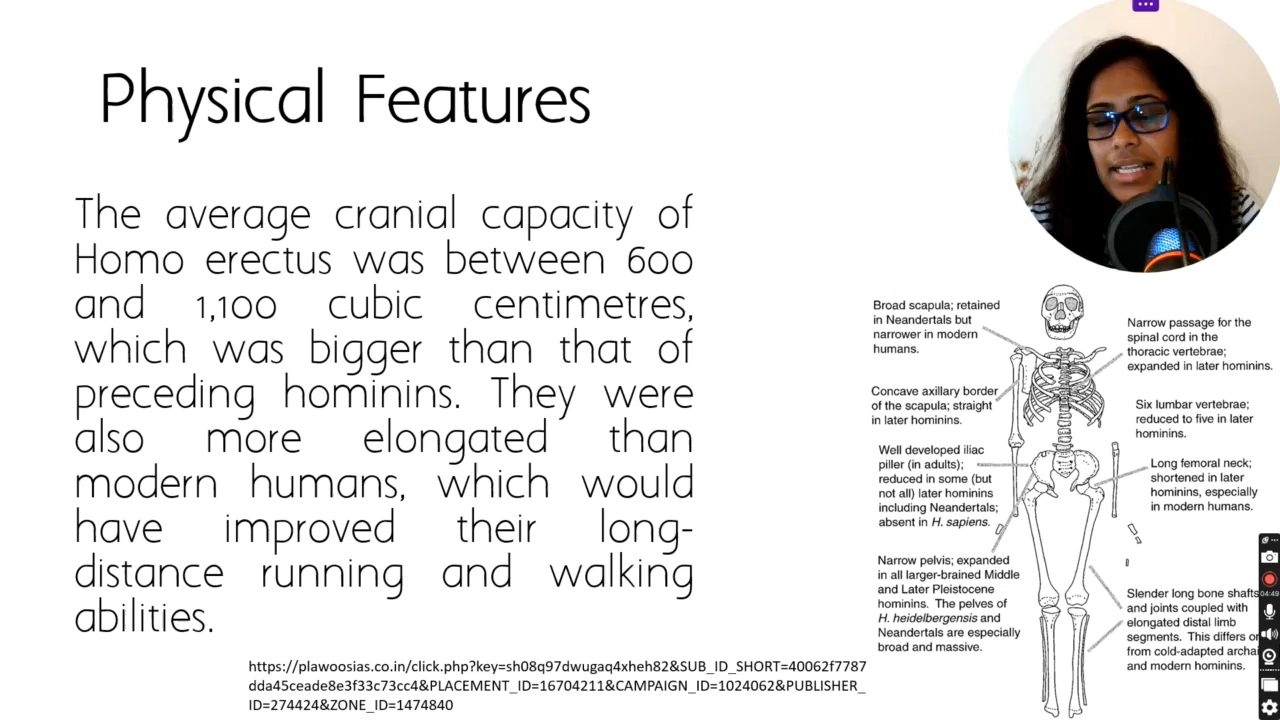 Physical Features
The average cranial capacity of
Homo erectus was between 600
and 1,100 cubic centimetres,
which was bigger than that of
preceding hominins. They were
also more elongated than
modern humans, which would
have improved their long-
distance running and walking
abilities.
https://plawoosias.co.in/click.php?key=sh08q97dwugaq4xheh82&SUB_ID_SHORT=40062f7787
dda45ceade8e3f33c73cc4&PLACEMENT_ID=16704211&CAMPAIGN_ID=1024062&PUBLISHER_
ID=274424&ZONE_ID=1474840
Broad scapula; retained
in Neandertals but
narrower in modern
humans.
Concave axillary border
of the scapula; straight
in later hominins.
Well developed iliac
piller (in adults);
reduced in some (but
not all) later hominins
including Neandertals;
absent in H. sapiens.
Narrow pelvis; expanded
in all larger-brained Middle
and Later Pleistocene
hominins. The pelves of
H. heidelbergensis and
Neandertals are especially
broad and massive.
Narrow passage for the
spinal cord in the
thoracic vertebrae;
expanded in later hominins.
Six lumbar vertebrae;
reduced to five in later
hominins.
Long femoral neck;
shortened in later
hominins, especially
in modern humans.
Slender long bone shafts
and joints coupled with
elongated distal limb
segments. This differs
from cold-adapted
and modern hominins.
04:49